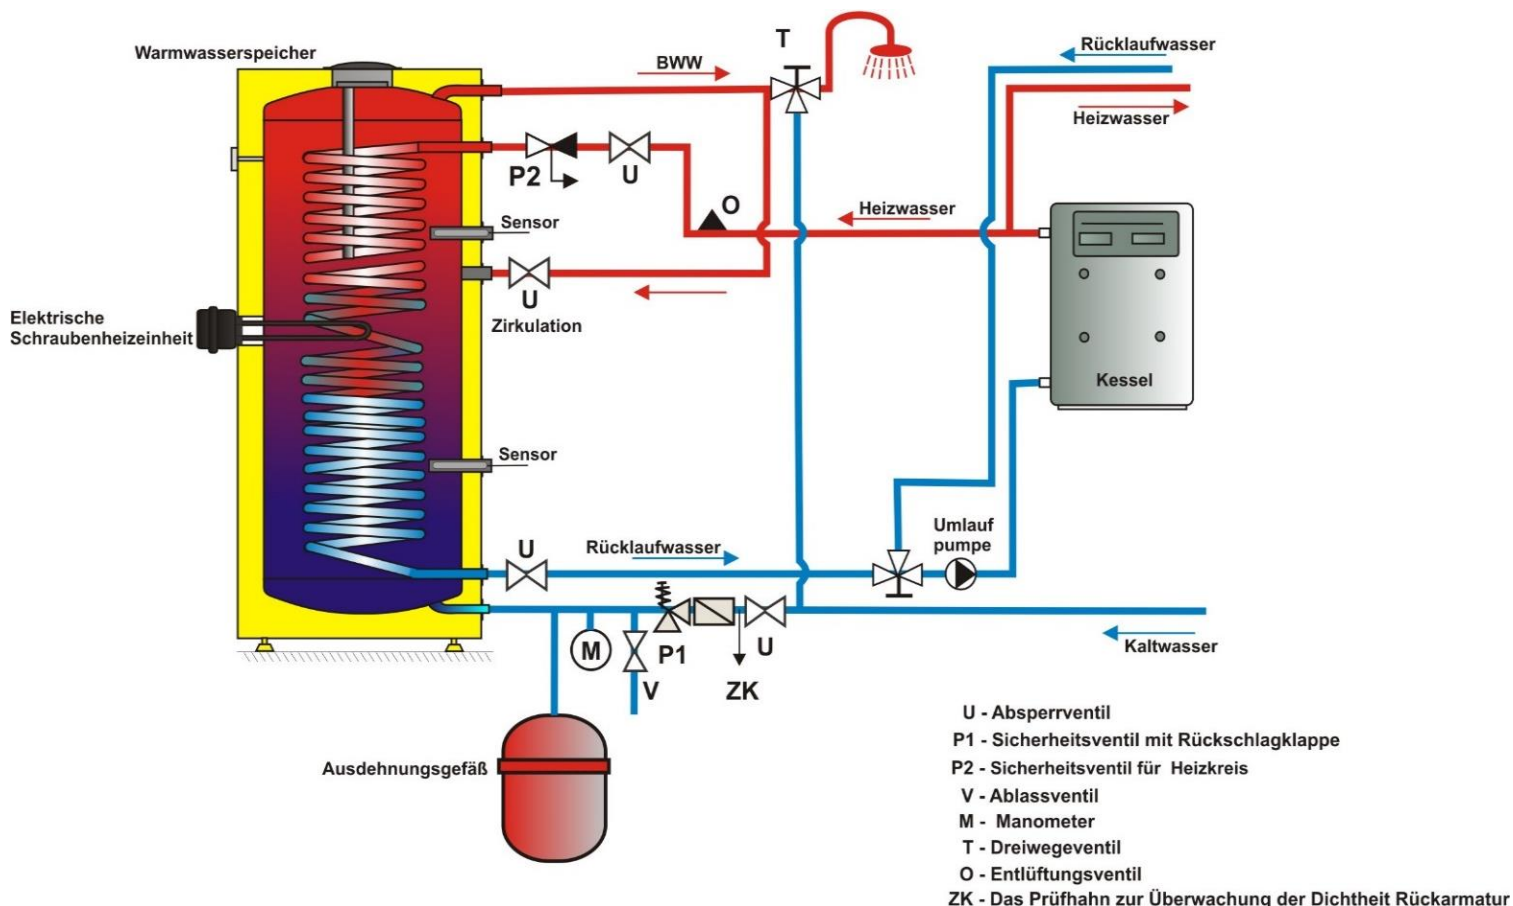 Warmwasserspeicher
BWW
T
Rücklaufwasser
Heizwasser
P2
U
O
Heizwasser
Sensor
U
Zirkulation
Elektrische
Schraubenheizeinheit
Kessel
Sensor
U
Rücklaufwasser
Umlauf
pumpe
M
V
P1
ZK
U
Kaltwasser
Ausdehnungsgefäß
U - Absperrventil
P1 - Sicherheitsventil mit Rückschlagklappe
P2 - Sicherheitsventil für Heizkreis
V - Ablassventil
M - Manometer
T - Dreiwegeventil
O - Entlüftungsventil
ZK - Das Prüfhahn zur Überwachung der Dichtheit Rückarmatur